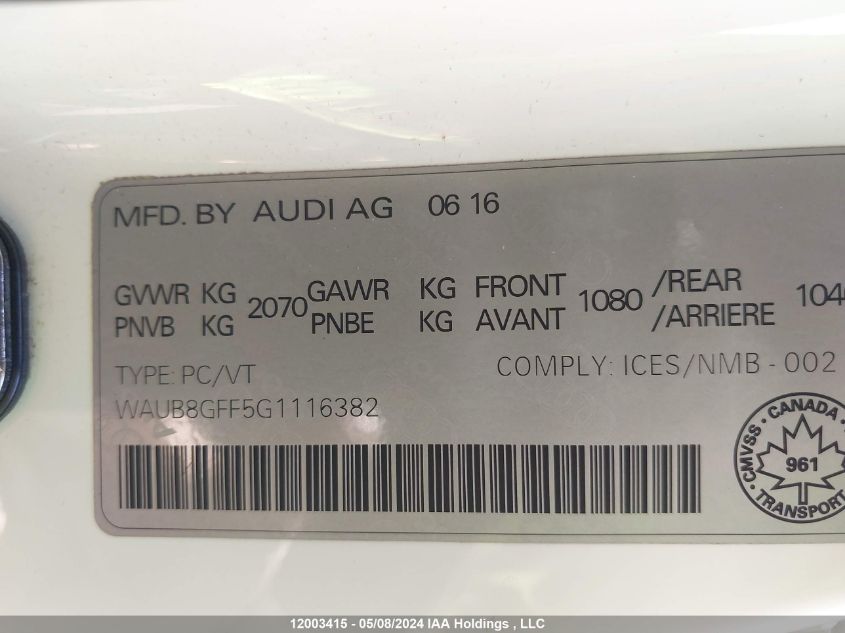 MFD. BY AUDI AG 06 16
GVWR KG 2070 GAWR KG FRONT 1080 /REAR
PNVB KG PNBE KG AVANT /ARRIERE
TYPE: PC/VT COMPLY: ICES/NMB - 002
WAUB8GFF5G1116382
CMVSS · CANADA
961
TRANSPORT
12003415 - 05/08/2024 IAA Holdings , LLC